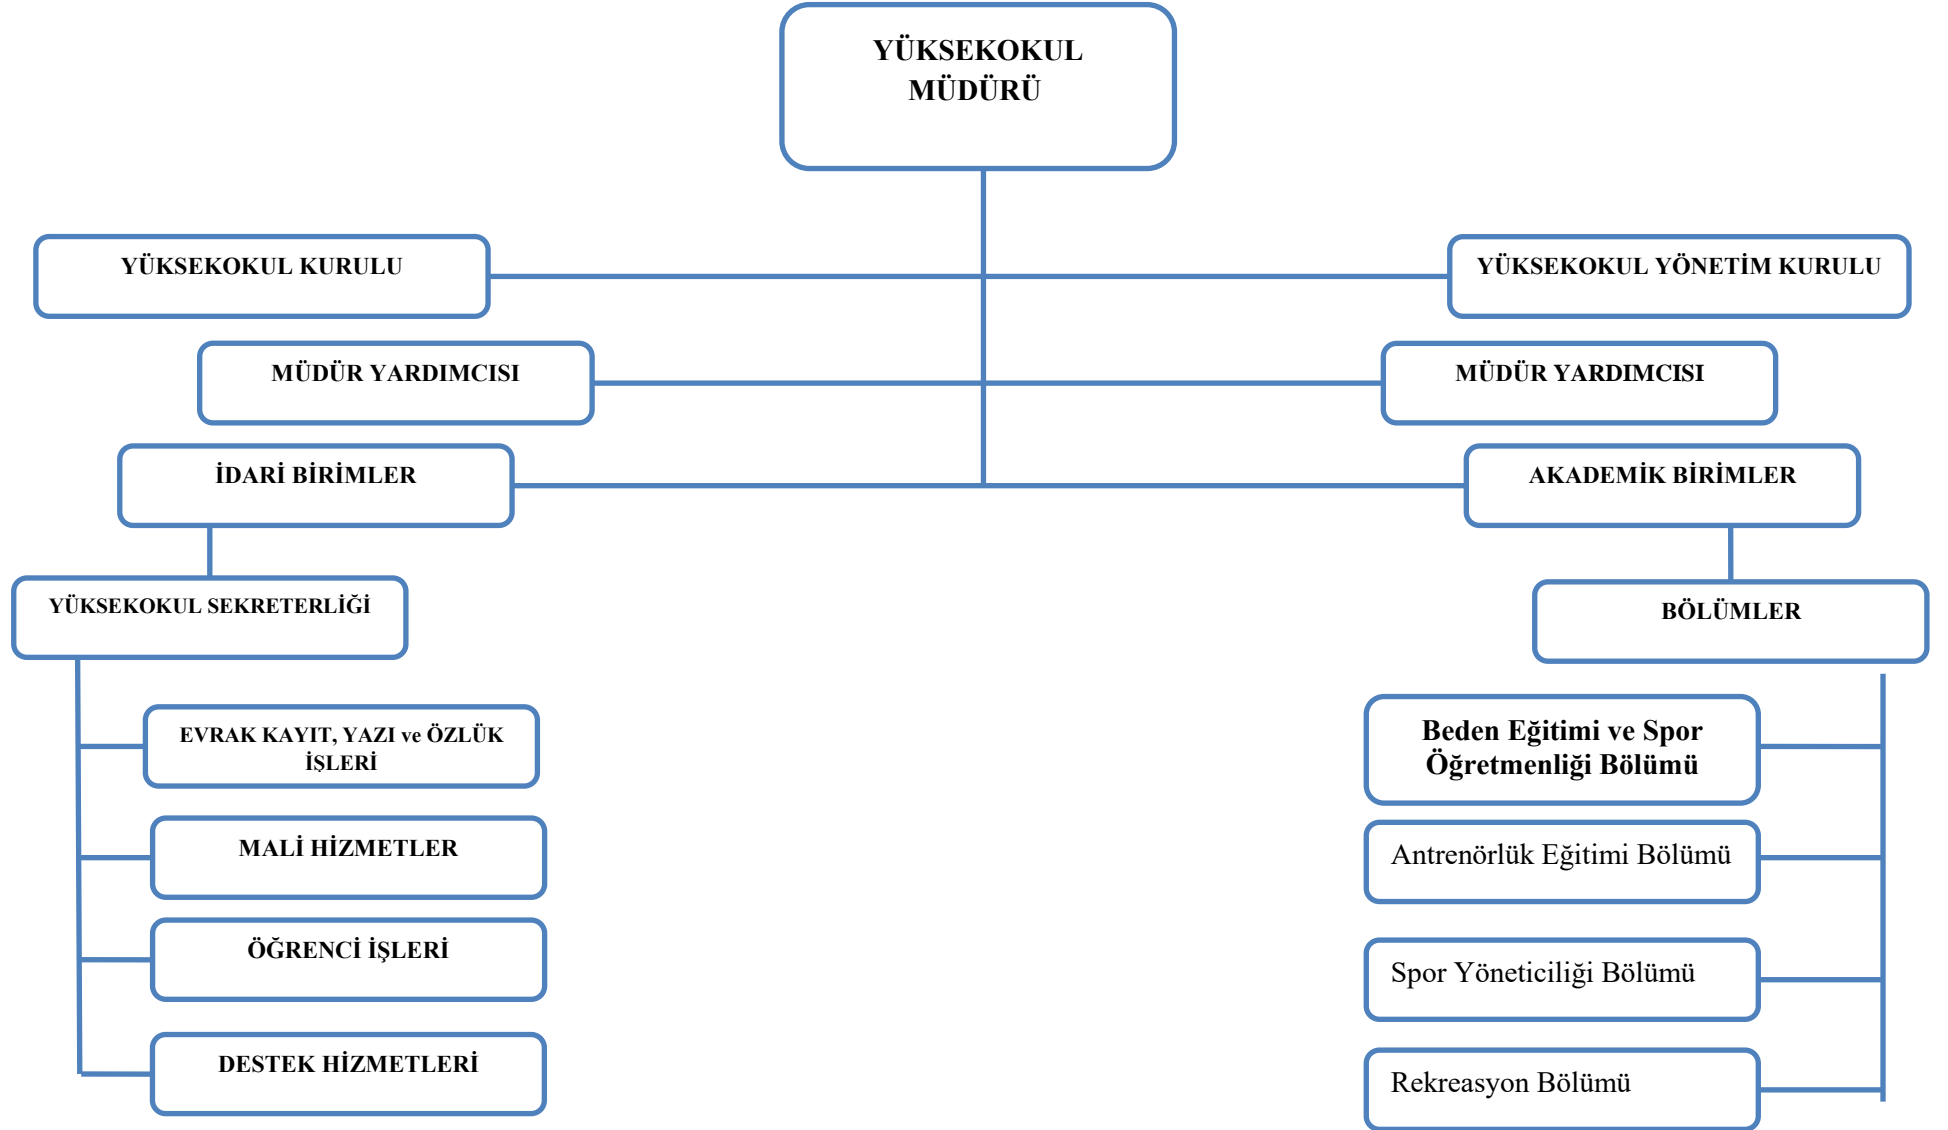 YÜKSEKOKUL
MÜDÜRÜ
YÜKSEKOKUL KURULU
YÜKSEKOKUL YÖNETİM KURULU
MÜDÜR YARDIMCISI
MÜDÜR YARDIMCISI
İDARİ BİRİMLER
AKADEMİK BİRİMLER
YÜKSEKOKUL SEKRETERLİĞİ
BÖLÜMLER
EVRAK KAYIT, YAZI ve ÖZLÜK
İŞLERİ
Beden Eğitimi ve Spor
Öğretmenliği Bölümü
MALİ HİZMETLER
Antrenörlük Eğitimi Bölümü
ÖĞRENCİ İŞLERİ
Spor Yöneticiliği Bölümü
DESTEK HİZMETLERİ
Rekreasyon Bölümü